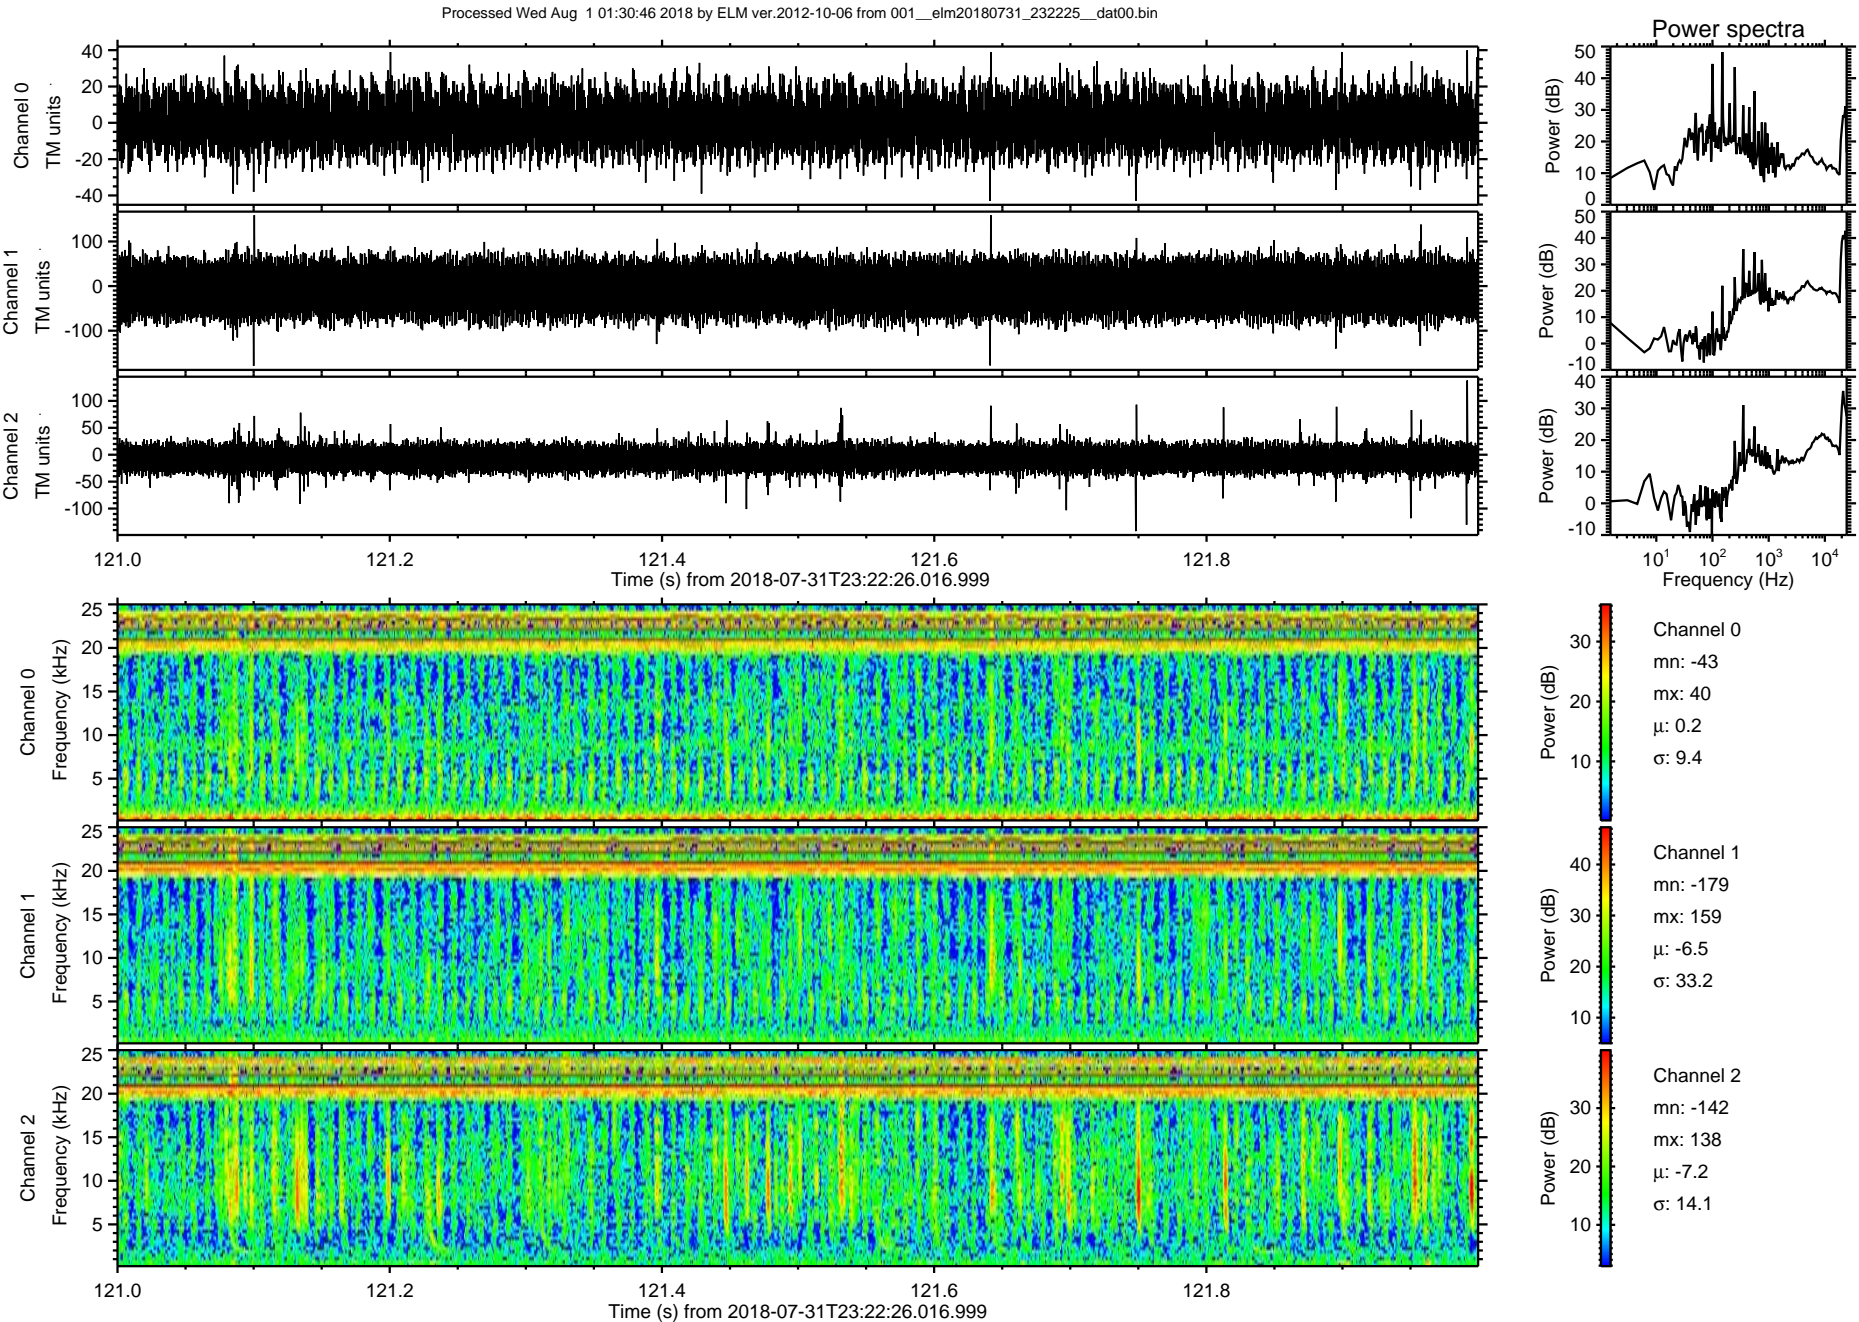 Processed Wed Aug  1 01:30:46 2018 by ELM ver.2012-10-06 from 001__elm20180731_232225__dat00.bin
Power spectra
Channel 0
TM units
40
20
0
-20
-40
Power (dB)
50
40
30
20
10
0
Channel 1
TM units
100
0
-100
Power (dB)
50
40
30
20
10
0
-10
Channel 2
TM units
100
50
0
-50
-100
Power (dB)
40
30
20
10
0
-10
121.0 121.2 121.4 121.6 121.8
Time (s) from 2018-07-31T23:22:26.016.999
10^1 10^2 10^3 10^4
Frequency (Hz)
Channel 0
Frequency (kHz)
25
20
15
10
5
Power (dB)
30
20
10
Channel 0
mn: -43
mx: 40
μ: 0.2
σ: 9.4
Channel 1
Frequency (kHz)
25
20
15
10
5
Power (dB)
40
30
20
10
Channel 1
mn: -179
mx: 159
μ: -6.5
σ: 33.2
Channel 2
Frequency (kHz)
25
20
15
10
5
Power (dB)
30
20
10
Channel 2
mn: -142
mx: 138
μ: -7.2
σ: 14.1
121.0 121.2 121.4 121.6 121.8
Time (s) from 2018-07-31T23:22:26.016.999